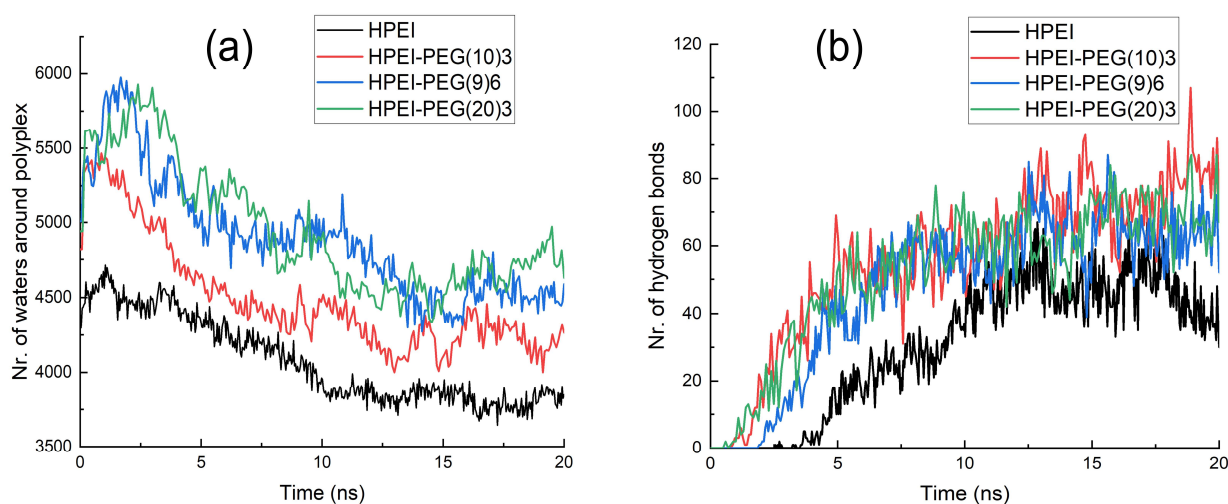 (a)
HPEI
HPEI-PEG(10)3
HPEI-PEG(9)6
HPEI-PEG(20)3
Nr. of waters around polyplex
6000
5500
5000
4500
4000
3500
0 5 10 15 20
Time (ns)
(b)
HPEI
HPEI-PEG(10)3
HPEI-PEG(9)6
HPEI-PEG(20)3
Nr. of hydrogen bonds
120
100
80
60
40
20
0
0 5 10 15 20
Time (ns)